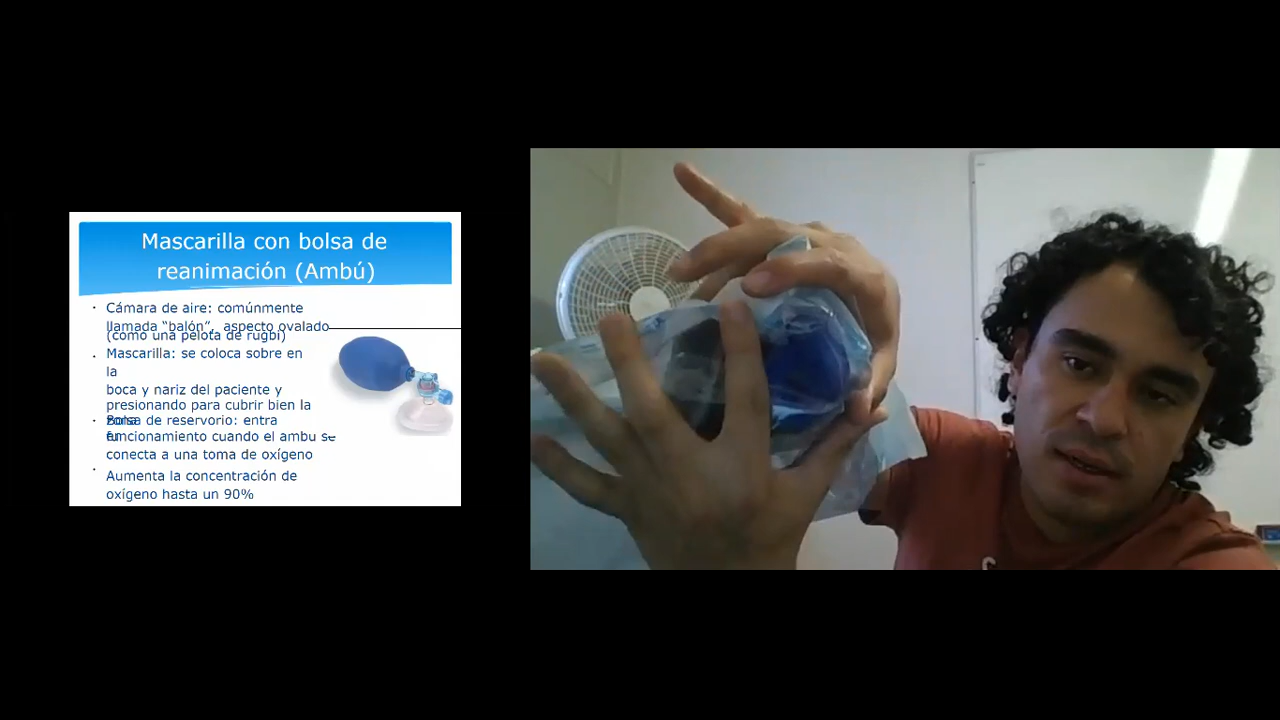 Mascarilla con bolsa de
reanimación (Ambú)
· Cámara de aire: comúnmente
llamada “balón”, aspecto ovalado
(como una pelota de rugbi)
· Mascarilla: se coloca sobre en
la
boca y nariz del paciente y
presionando para cubrir bien la
zona
· Bolsa de reservorio: entra
en
funcionamiento cuando el ambu se
conecta a una toma de oxígeno
· Aumenta la concentración de
oxígeno hasta un 90%